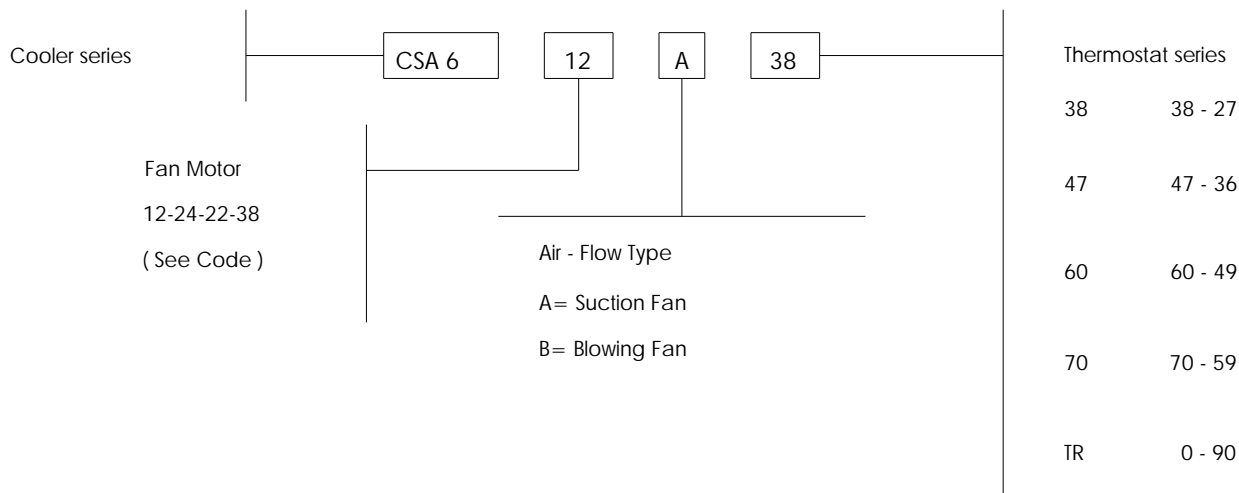 Cooler series
CSA 6
12
A
38
Thermostat series
38 38 - 27
47 47 - 36
60 60 - 49
70 70 - 59
TR 0 - 90
Fan Motor
12-24-22-38
( See Code )
Air - Flow Type
A= Suction Fan
B= Blowing Fan